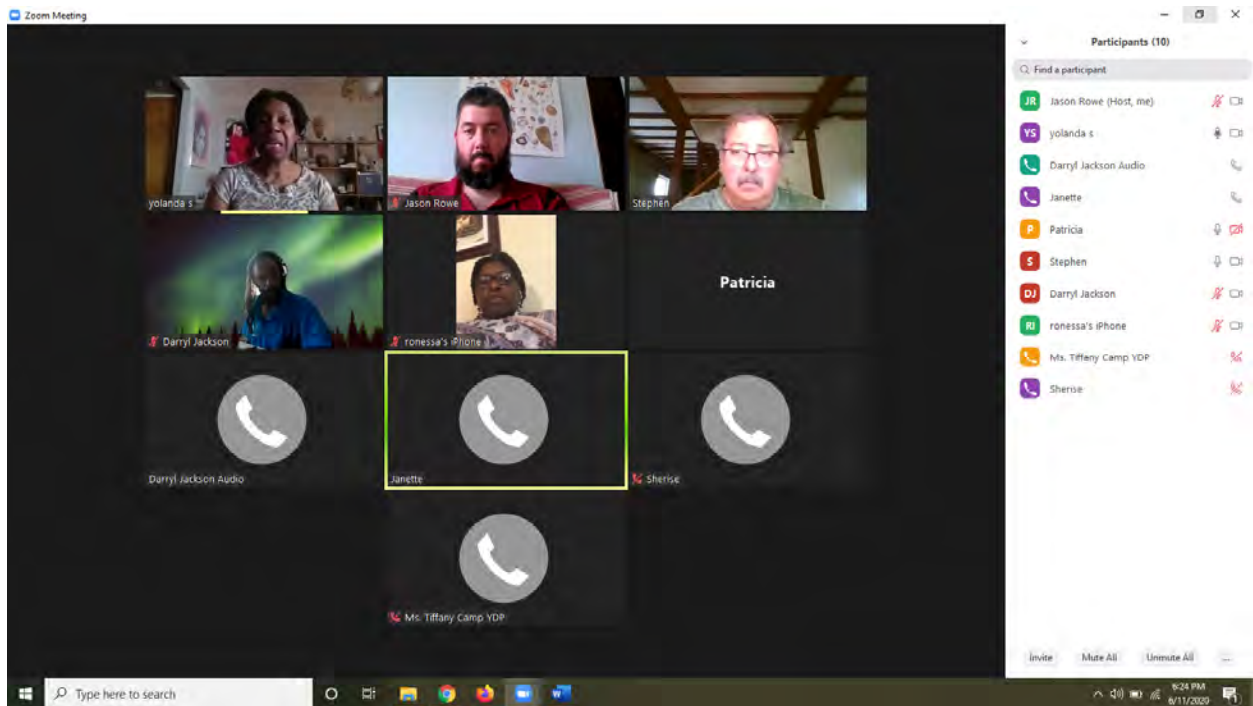 Zoom Meeting
Participants (10)
Find a participant
JR Jason Rowe (Host, me)
YS yolanda s
Darryl Jackson Audio
Janette
P Patricia
S Stephen
DJ Darryl Jackson
RI ronessa's iPhone
Ms. Tiffeny Camp YDP
Sherise
yolanda s
Jason Rowe
Stephen
Darryl Jackson
ronessa's iPhone
Patricia
Darryl Jackson Audio
Janette
Sherise
Ms. Tiffany Camp YDP
Invite Mute All Unmute All ...
Type here to search
6:24 PM
6/11/2020